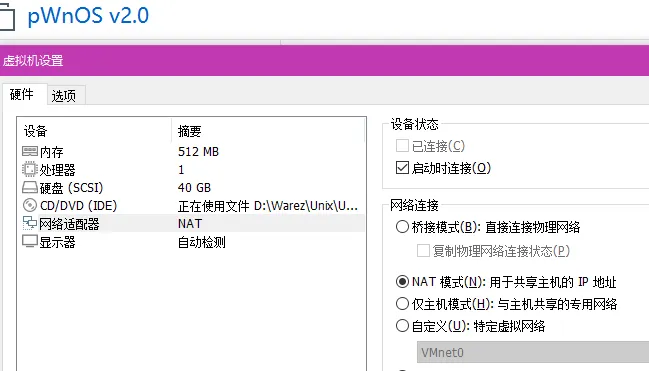 pWnOS v2.0
虚拟机设置
硬件 选项
设备 摘要
内存 512 MB
处理器 1
硬盘 (SCSI) 40 GB
CD/DVD (IDE) 正在使用文件 D:\Warez\Unix\U...
网络适配器 NAT
显示器 自动检测
设备状态
已连接(C)
启动时连接(O)
网络连接
桥接模式(B): 直接连接物理网络
复制物理网络连接状态(P)
NAT 模式(N): 用于共享主机的 IP 地址
仅主机模式(H): 与主机共享的专用网络
自定义(U): 特定虚拟网络
VMnet0